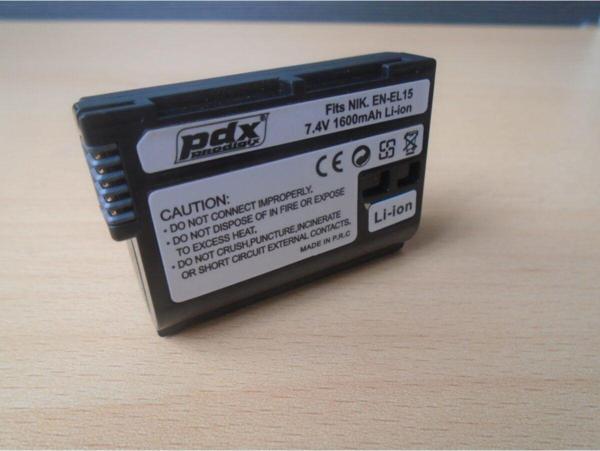 pdx
prodigix
Fits NIK. EN-EL15
7.4V 1600mAh Li-ion
CE
CAUTION:
• DO NOT CONNECT IMPROPERLY.
• DO NOT DISPOSE OF IN FIRE OR EXPOSE
TO EXCESS HEAT.
• DO NOT CRUSH,PUNCTURE,INCINERATE
OR SHORT CIRCUIT EXTERNAL CONTACTS.
MADE IN P.R.C
Li-ion